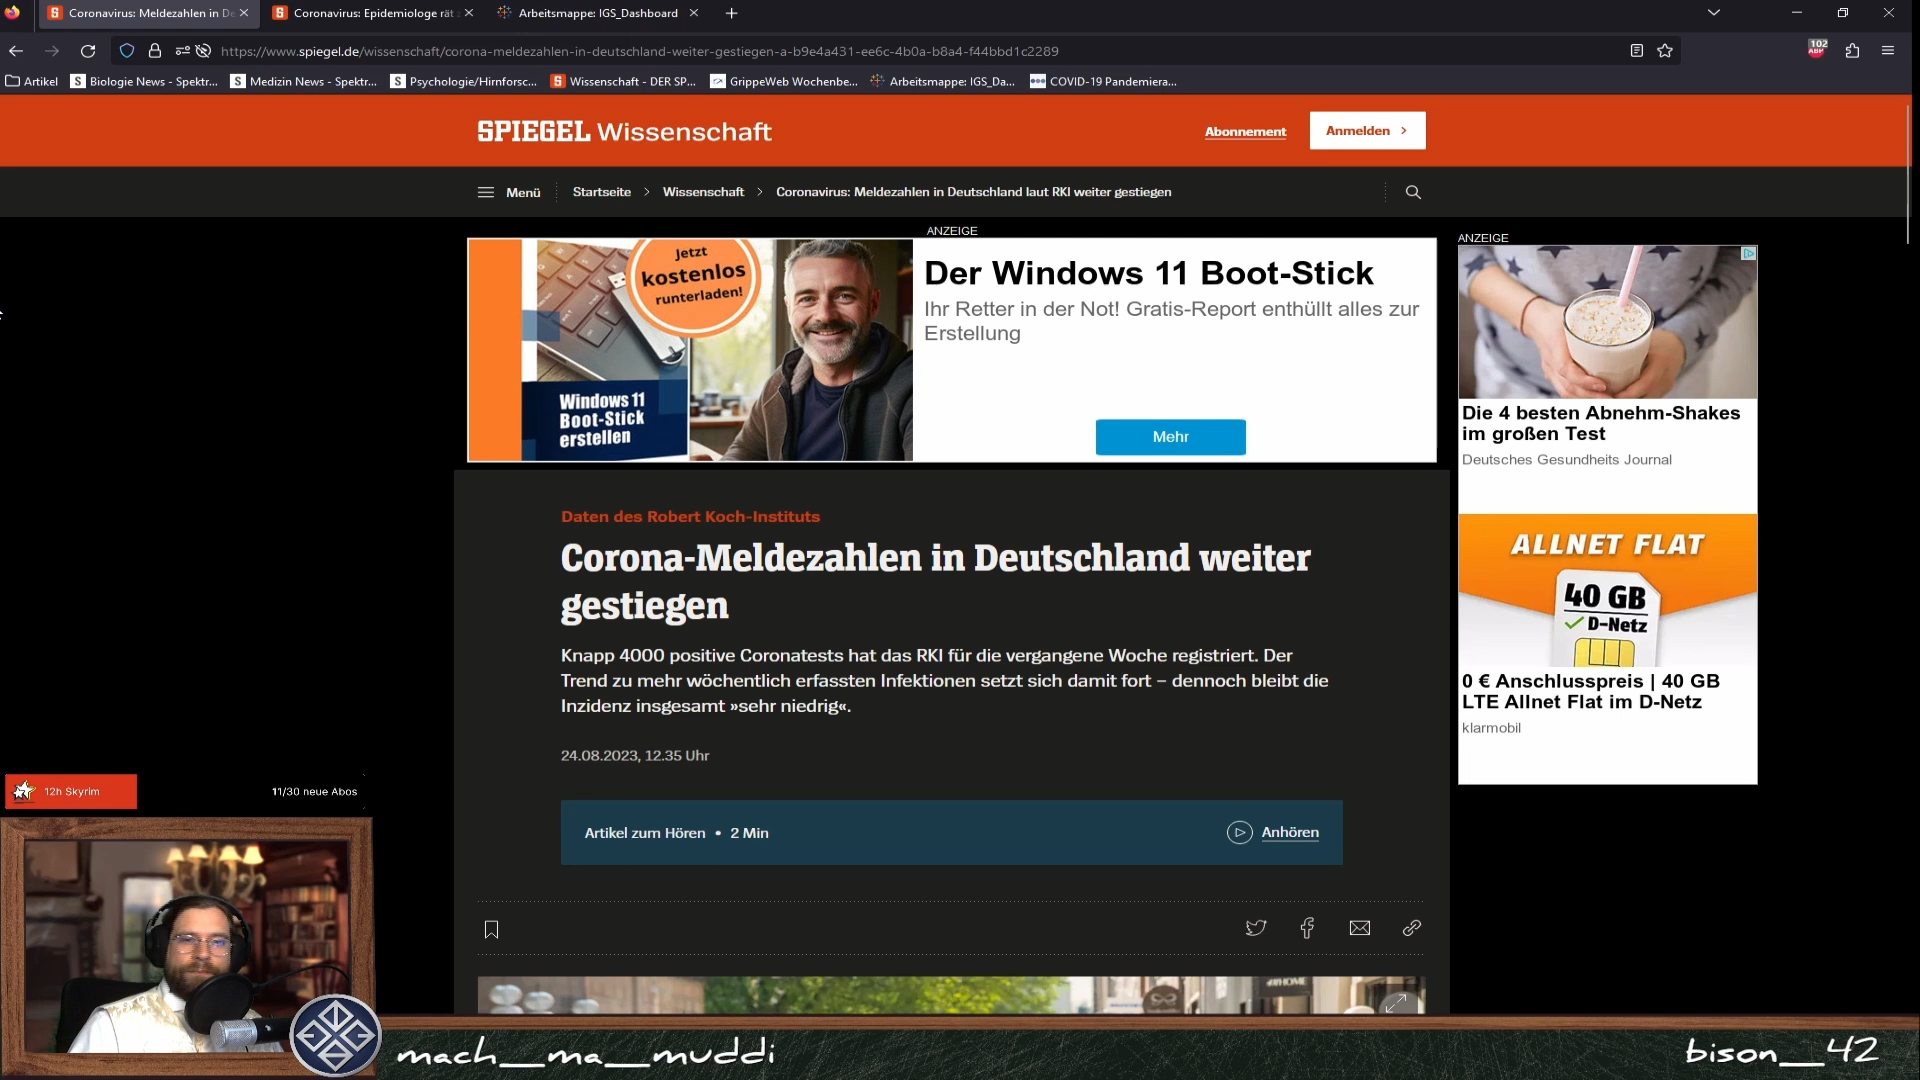 Coronavirus: Meldezahlen in De
Coronavirus: Epidemiologe rät z
Arbeitsmappe: IGS_Dashboard
https://www.spiegel.de/wissenschaft/corona-meldezahlen-in-deutschland-weiter-gestiegen-a-b9e4a431-ee6c-4b0a-b8a4-f44bbd1c2289
102
ABP
Artikel
Biologie News - Spektr...
Medizin News - Spektr...
Psychologie/Hirnforsc...
Wissenschaft - DER SP...
GrippeWeb Wochenbe...
Arbeitsmappe: IGS_Da...
COVID-19 Pandemiera...
SPIEGEL Wissenschaft
Abonnement
Anmelden
Menü
Startseite
Wissenschaft
Coronavirus: Meldezahlen in Deutschland laut RKI weiter gestiegen
ANZEIGE
Jetzt
kostenlos
runterladen!
Windows 11
Boot-Stick
erstellen
Der Windows 11 Boot-Stick
Ihr Retter in der Not! Gratis-Report enthüllt alles zur
Erstellung
Mehr
ANZEIGE
Die 4 besten Abnehm-Shakes
im großen Test
Deutsches Gesundheits Journal
ALLNET FLAT
40 GB
D-Netz
0 € Anschlusspreis | 40 GB
LTE Allnet Flat im D-Netz
klarmobil
Daten des Robert Koch-Instituts
Corona-Meldezahlen in Deutschland weiter
gestiegen
Knapp 4000 positive Coronatests hat das RKI für die vergangene Woche registriert. Der
Trend zu mehr wöchentlich erfassten Infektionen setzt sich damit fort – dennoch bleibt die
Inzidenz insgesamt »sehr niedrig«.
24.08.2023, 12.35 Uhr
Artikel zum Hören • 2 Min
Anhören
12h Skyrim
11/30 neue Abos
mach__ma__muddi
bison__42